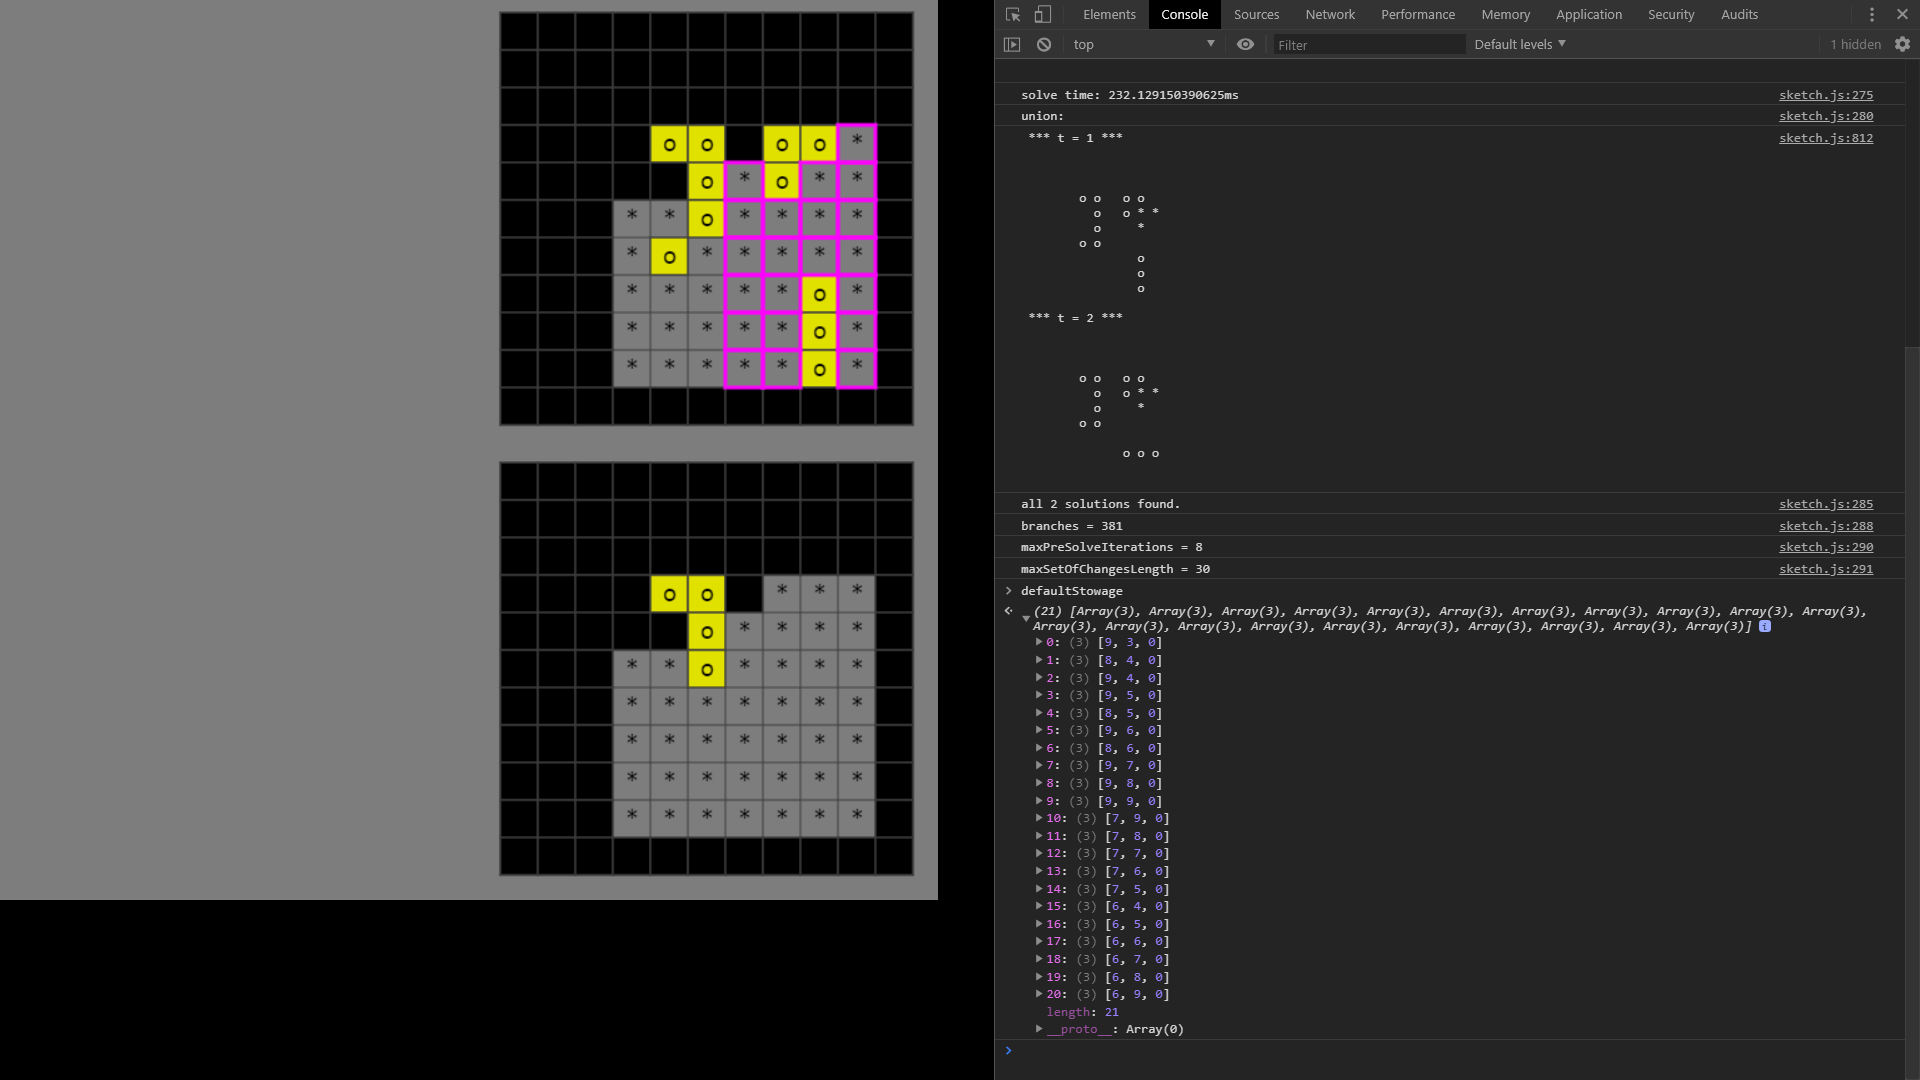 o o o o *
o * o * *
* * o * * * *
* o * * * * *
* * * * * o *
* * * * * o *
* * * * * o *
o o * * *
o * * * *
* * o * * * *
* * * * * * *
* * * * * * *
* * * * * * *
* * * * * * *
Elements Console Sources Network Performance Memory Application Security Audits
top Filter Default levels 1 hidden
solve time: 232.129150390625ms sketch.js:275
union: sketch.js:280
*** t = 1 *** sketch.js:812
o o o o
o o * *
o *
o o
o
o
o
*** t = 2 ***
o o o o
o o * *
o *
o o
o o o
all 2 solutions found. sketch.js:285
branches = 381 sketch.js:288
maxPreSolveIterations = 8 sketch.js:290
maxSetOfChangesLength = 30 sketch.js:291
> defaultStowage
(21) [Array(3), Array(3), Array(3), Array(3), Array(3), Array(3), Array(3), Array(3), Array(3), Array(3), Array(3),
Array(3), Array(3), Array(3), Array(3), Array(3), Array(3), Array(3), Array(3), Array(3), Array(3)] i
0: (3) [9, 3, 0]
1: (3) [8, 4, 0]
2: (3) [9, 4, 0]
3: (3) [9, 5, 0]
4: (3) [8, 5, 0]
5: (3) [9, 6, 0]
6: (3) [8, 6, 0]
7: (3) [9, 7, 0]
8: (3) [9, 8, 0]
9: (3) [9, 9, 0]
10: (3) [7, 9, 0]
11: (3) [7, 8, 0]
12: (3) [7, 7, 0]
13: (3) [7, 6, 0]
14: (3) [7, 5, 0]
15: (3) [6, 4, 0]
16: (3) [6, 5, 0]
17: (3) [6, 6, 0]
18: (3) [6, 7, 0]
19: (3) [6, 8, 0]
20: (3) [6, 9, 0]
length: 21
__proto__: Array(0)
>